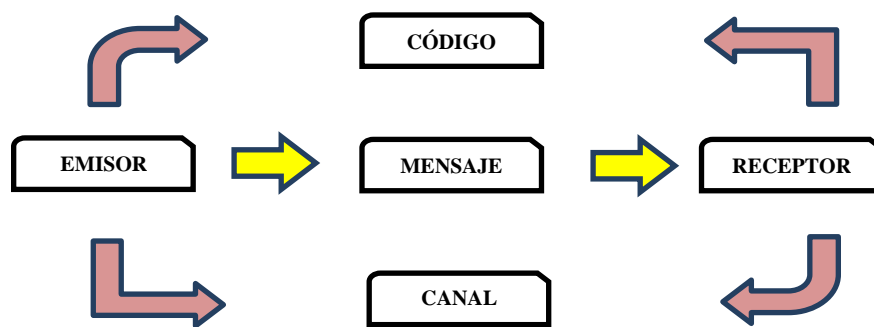 CÓDIGO
EMISOR
MENSAJE
RECEPTOR
CANAL